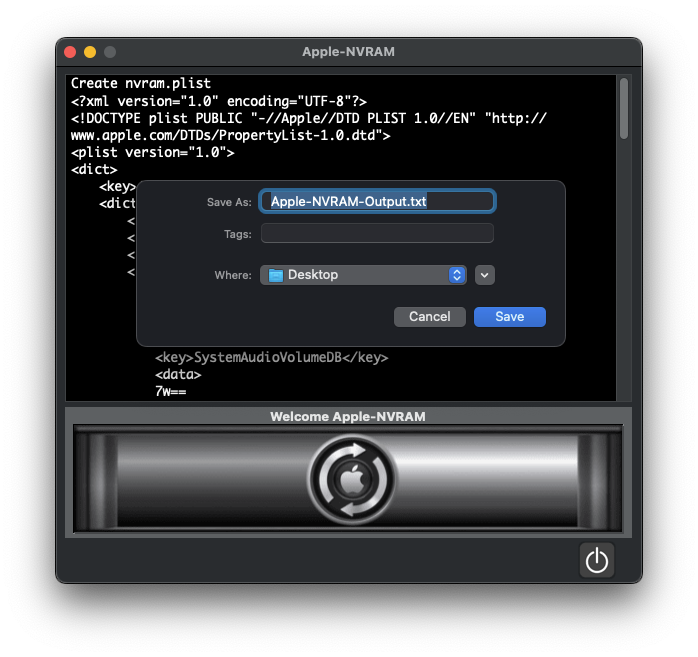 Apple-NVRAM
Create nvram.plist
<?xml version="1.0" encoding="UTF-8"?>
<!DOCTYPE plist PUBLIC "-//Apple//DTD PLIST 1.0//EN" "http://
www.apple.com/DTDs/PropertyList-1.0.dtd">
<plist version="1.0">
<dict>
<key>
<dict
<
<
<
<
Save As: Apple-NVRAM-Output.txt
Tags:
Where: Desktop
Cancel Save
<key>SystemAudioVolumeDB</key>
<data>
7w==
Welcome Apple-NVRAM